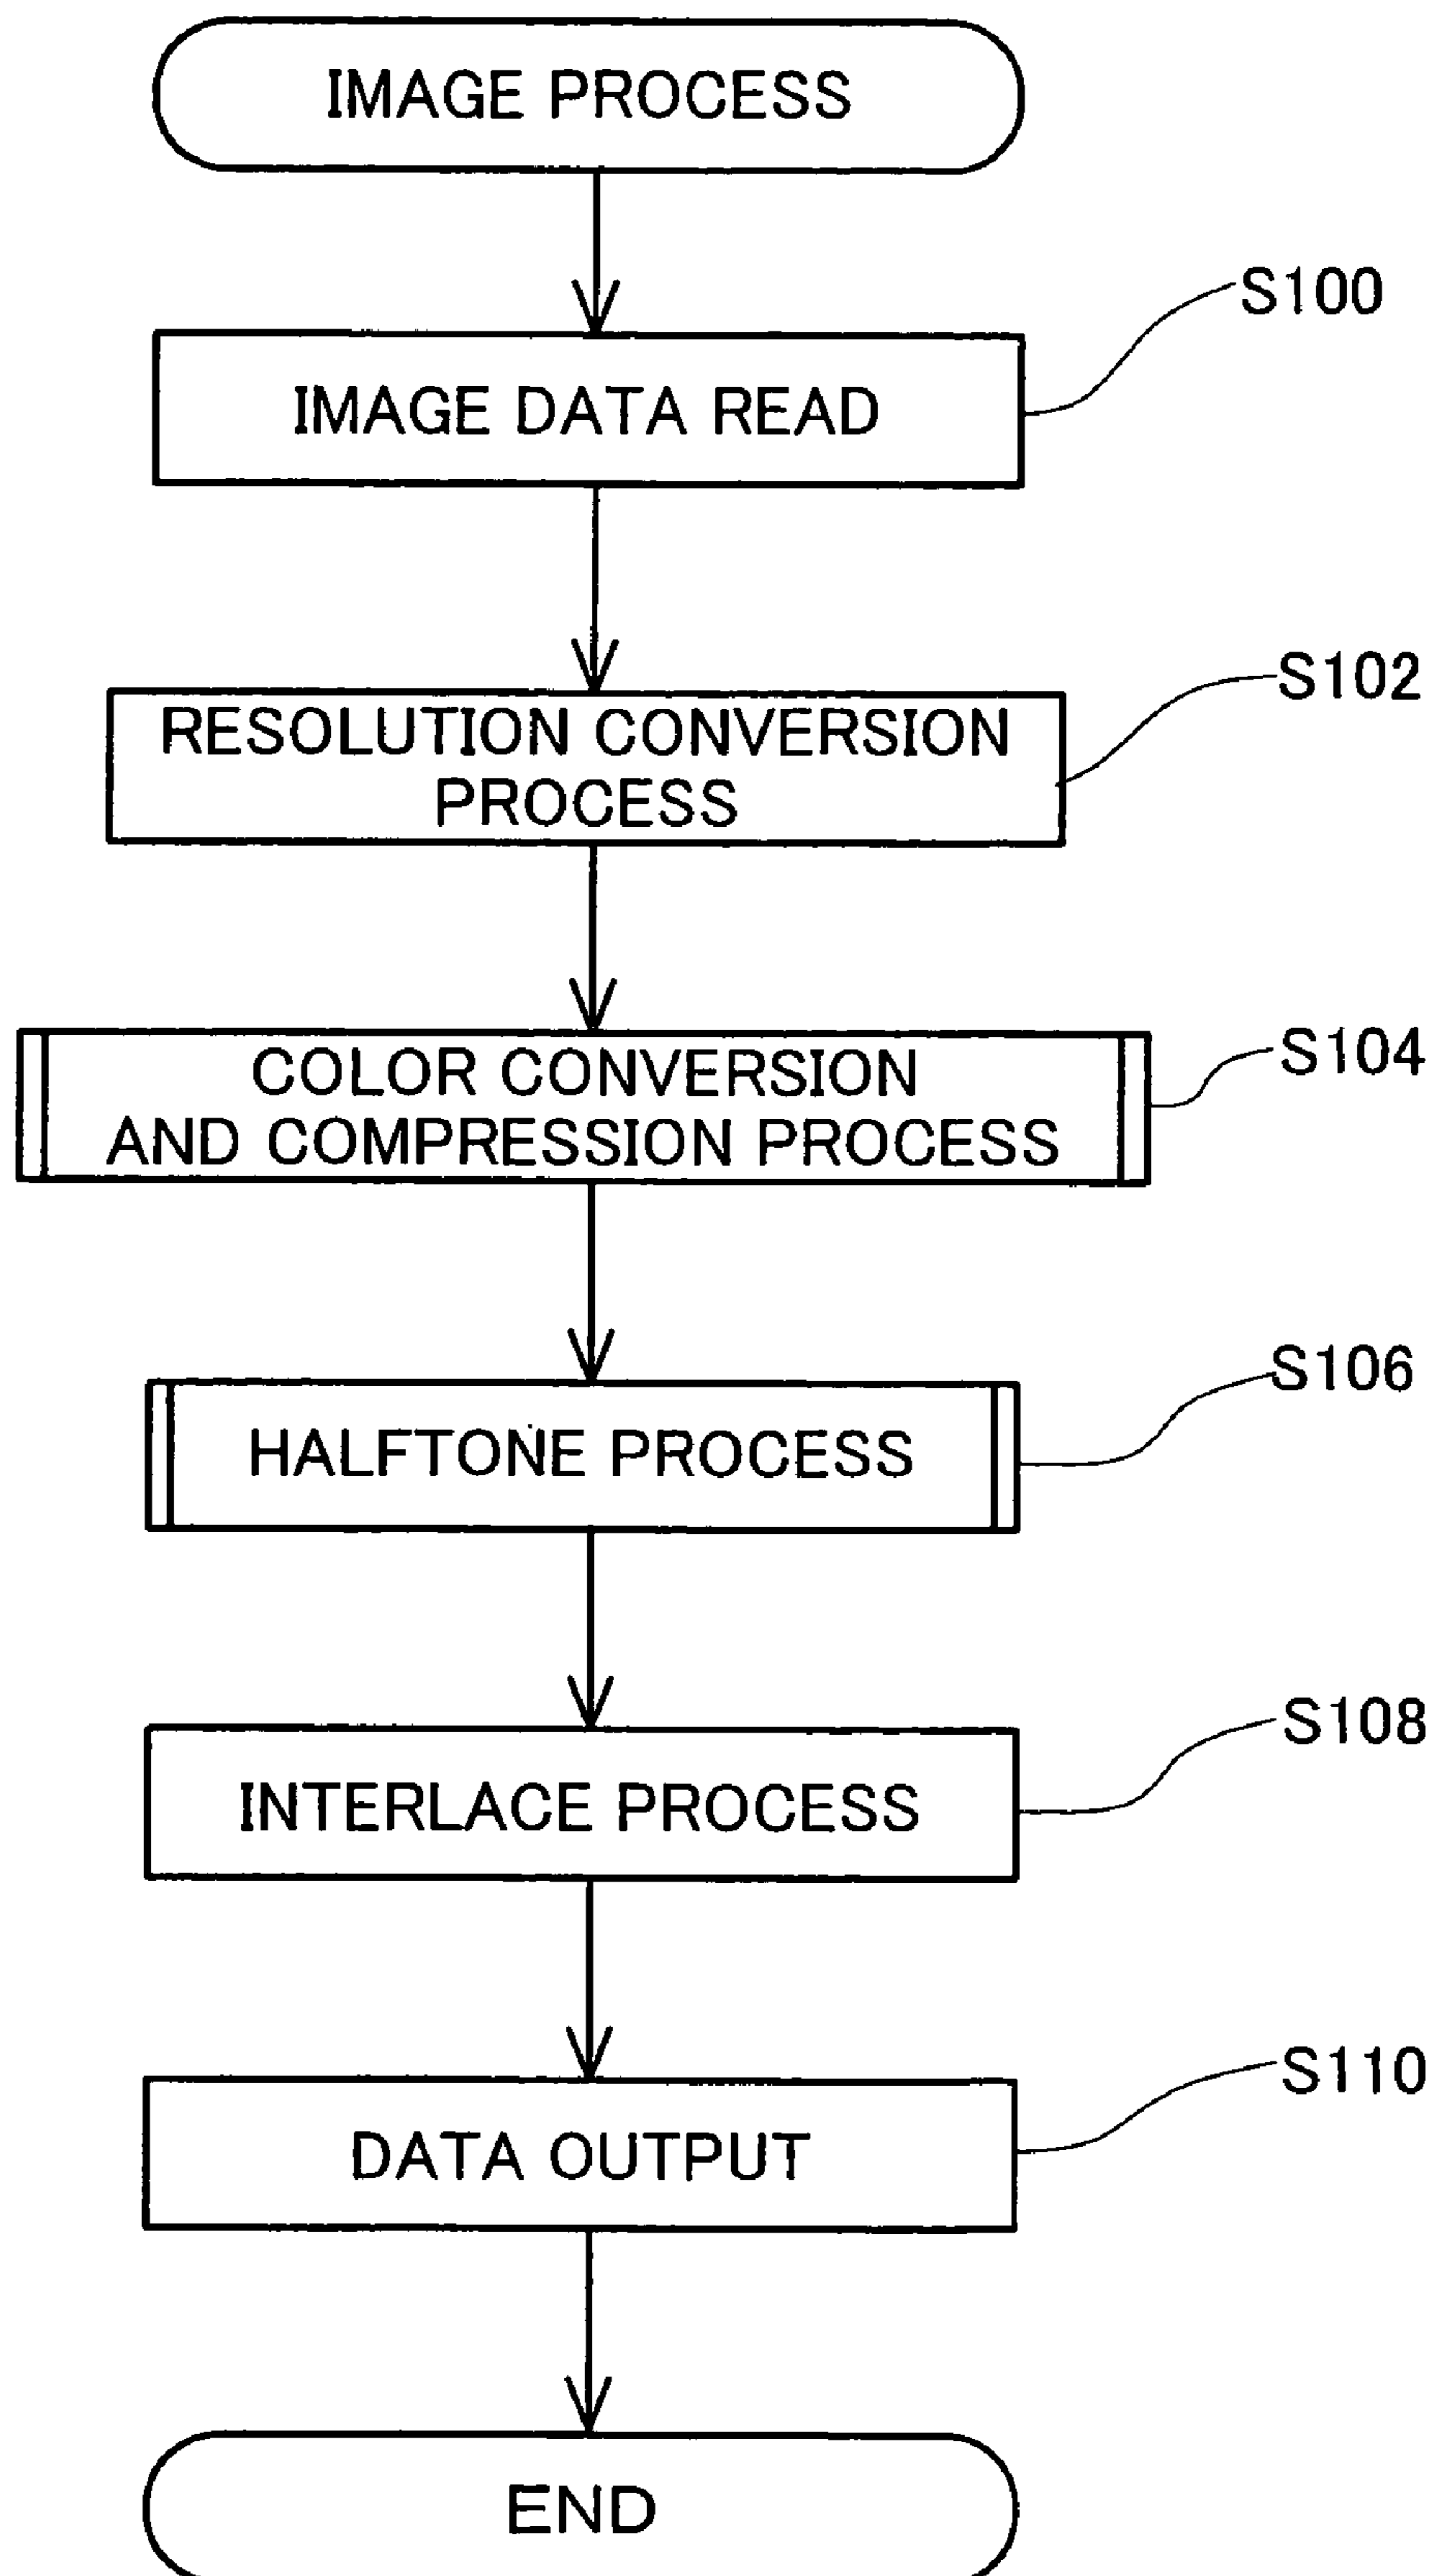 IMAGE PROCESS
S100
IMAGE DATA READ
S102
RESOLUTION CONVERSION
PROCESS
S104
COLOR CONVERSION
AND COMPRESSION PROCESS
S106
HALFTONE PROCESS
S108
INTERLACE PROCESS
S110
DATA OUTPUT
END